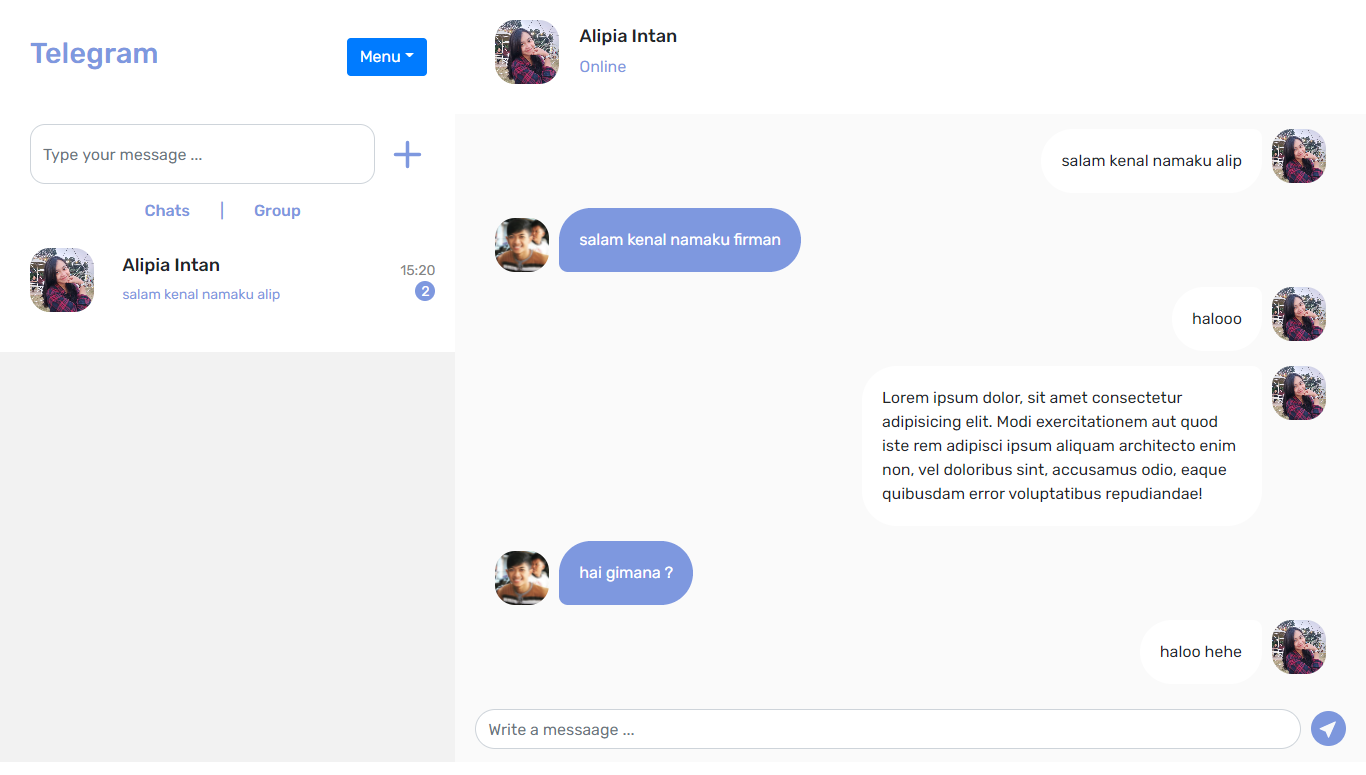 Telegram
Menu
Type your message ...
Chats | Group
Alipia Intan
15:20
salam kenal namaku alip
2
Alipia Intan
Online
salam kenal namaku alip
salam kenal namaku firman
halooo
Lorem ipsum dolor, sit amet consectetur
adipisicing elit. Modi exercitationem aut quod
iste rem adipisci ipsum aliquam architecto enim
non, vel doloribus sint, accusamus odio, eaque
quibusdam error voluptatibus repudiandae!
hai gimana ?
haloo hehe
Write a messaage ...